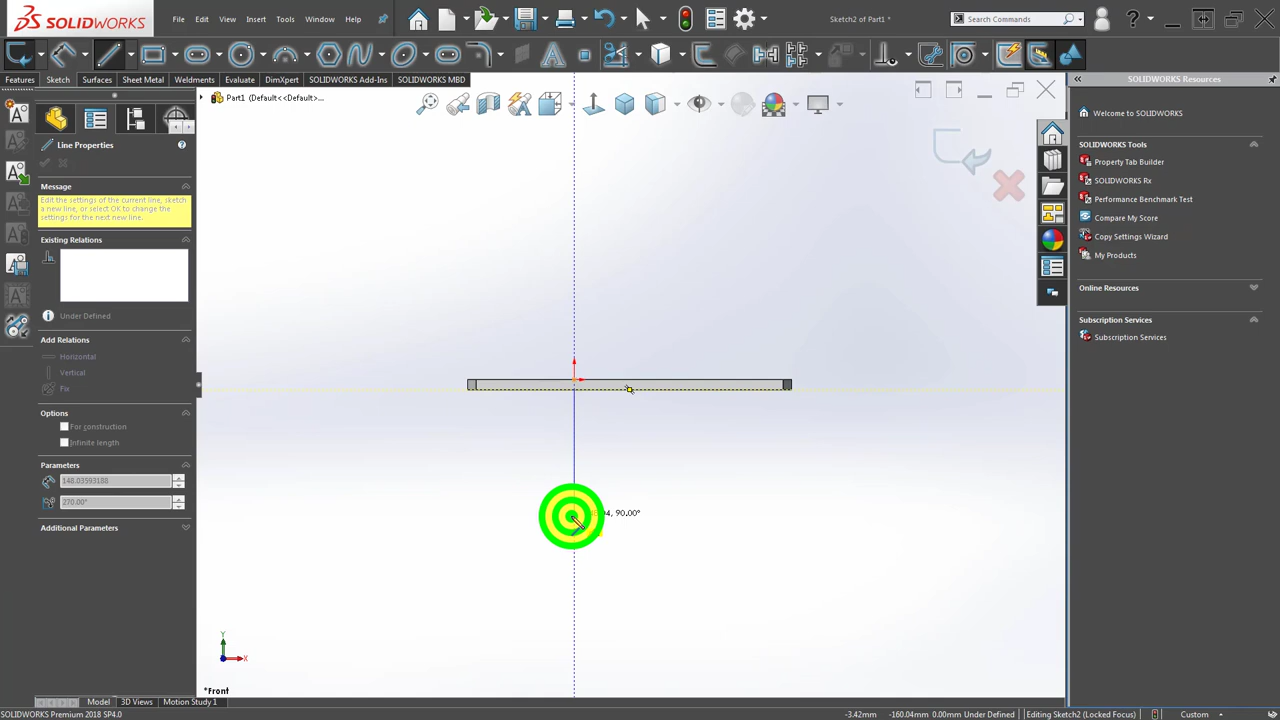 SOLIDWORKS
File
Edit
View
Insert
Tools
Window
Help
Sketch2 of Part1 *
Search Commands
Features
Sketch
Surfaces
Sheet Metal
Weldments
Evaluate
DimXpert
SOLIDWORKS Add-Ins
SOLIDWORKS MBD
SOLIDWORKS Resources
Part1 (Default<<Default>...
Line Properties
Message
Edit the settings of the current line, sketch
a new line, or select OK to change the
settings for the next new line.
Existing Relations
Under Defined
Add Relations
Horizontal
Vertical
Fix
Options
For construction
Infinite length
Parameters
148.03593188
270.00°
Additional Parameters
Welcome to SOLIDWORKS
SOLIDWORKS Tools
Property Tab Builder
SOLIDWORKS Rx
Performance Benchmark Test
Compare My Score
Copy Settings Wizard
My Products
Online Resources
Subscription Services
Subscription Services
90.00°
Y
X
*Front
Model
3D Views
Motion Study 1
SOLIDWORKS Premium 2018 SP4.0
-3.42mm
-160.04mm
0.00mm
Under Defined
Editing Sketch2 (Locked Focus)
Custom